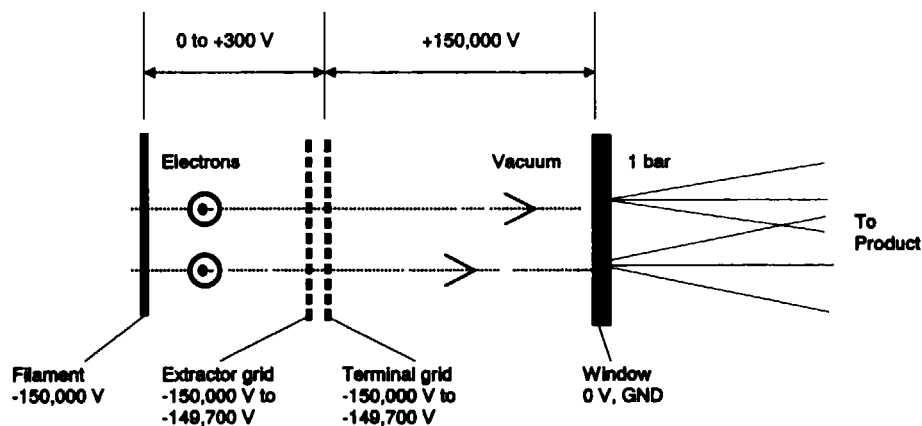 0 to +300 V
+150,000 V
Electrons
Vacuum
1 bar
To
Product
Filament
-150,000 V
Extractor grid
-150,000 V to
-149,700 V
Terminal grid
-150,000 V to
-149,700 V
Window
0 V, GND